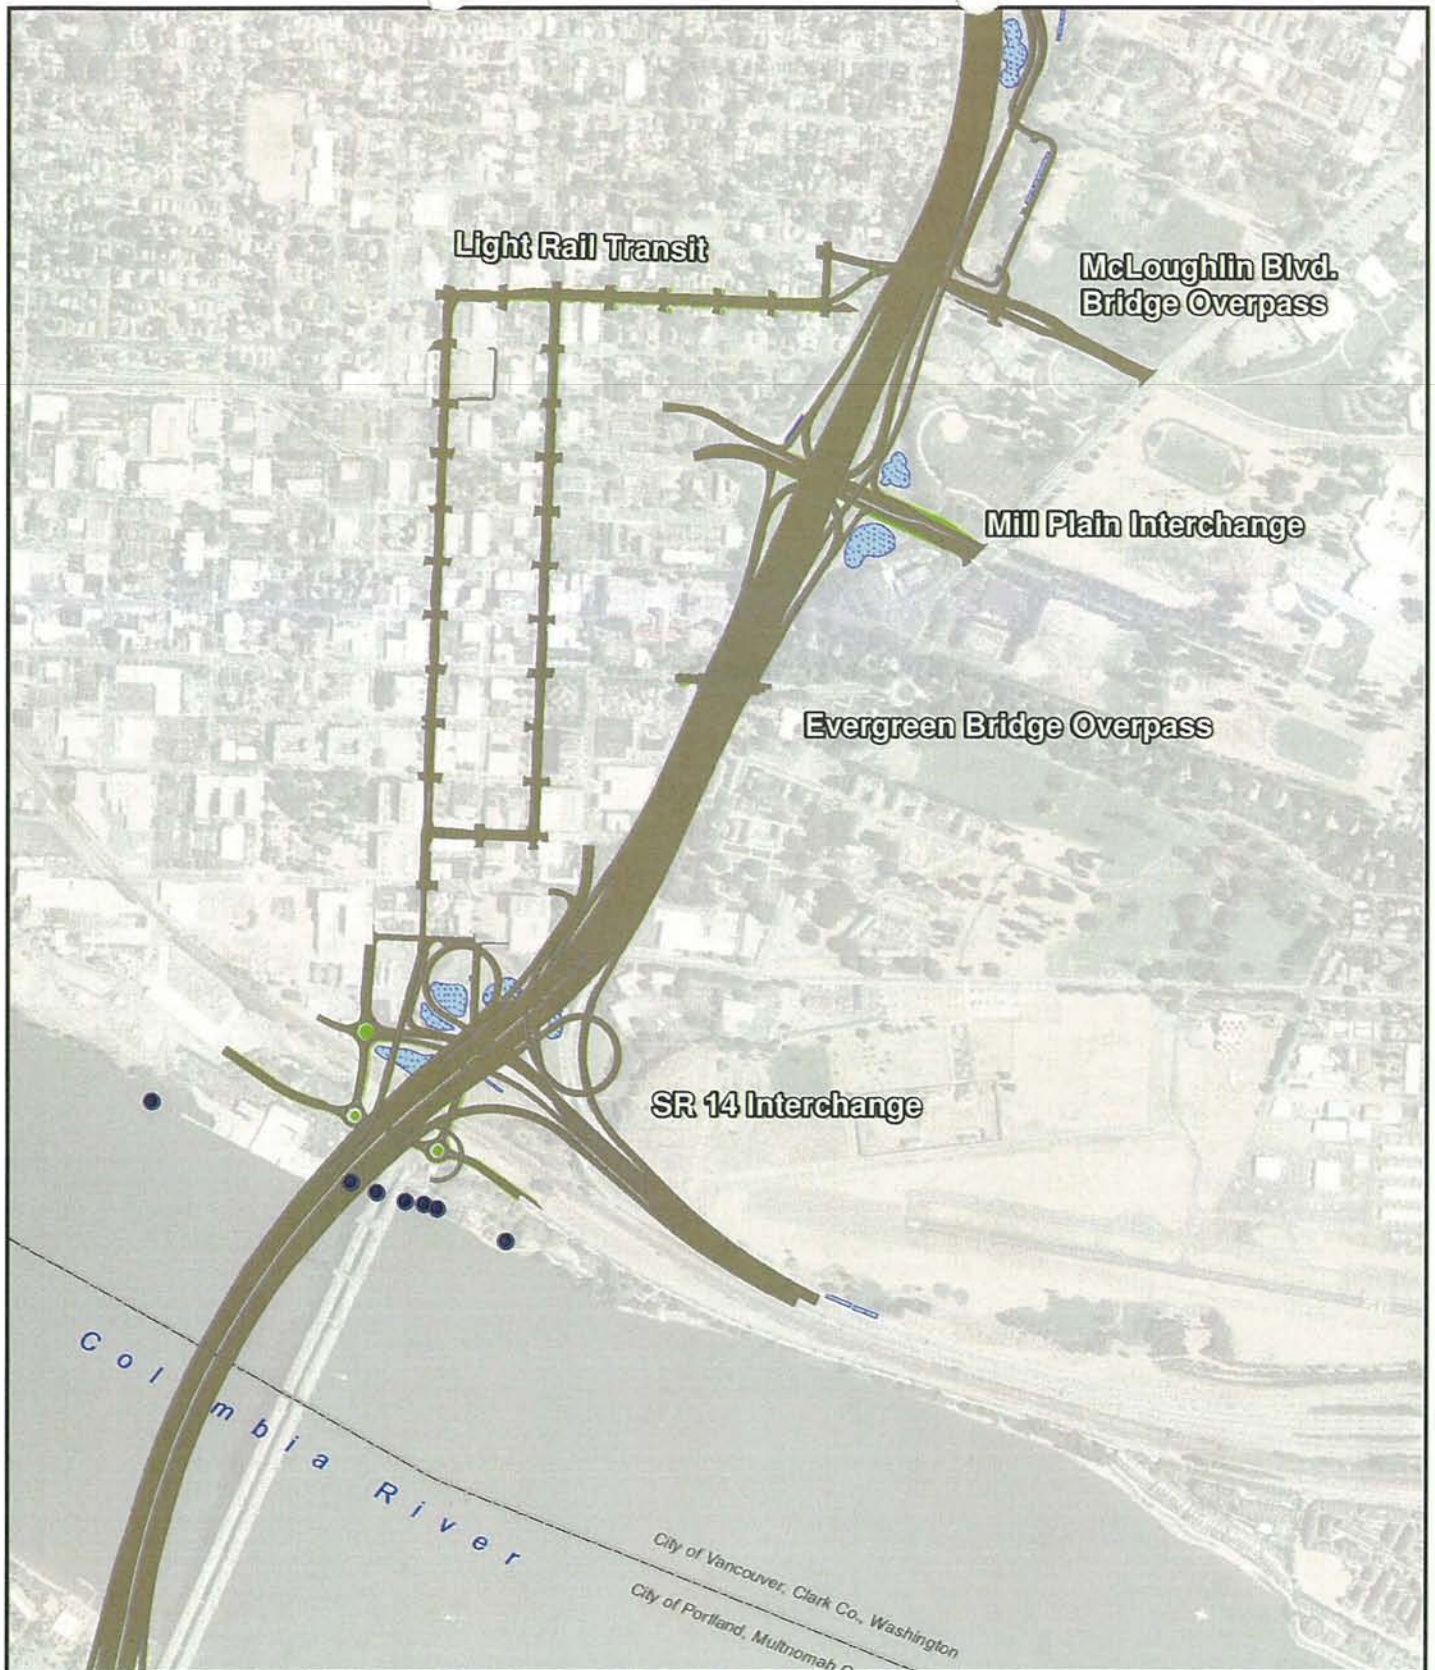 Light Rail Transit
McLoughlin Blvd.
Bridge Overpass
Mill Plain Interchange
Evergreen Bridge Overpass
SR 14 Interchange
Columbia River
City of Vancouver, Clark Co., Washington
City of Portland, Multnomah